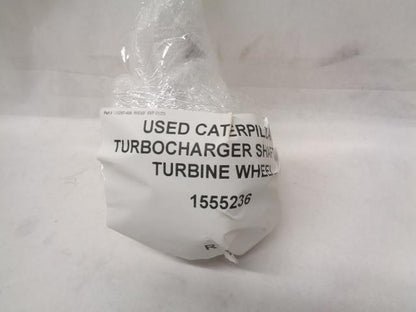 USED CATERPILLA
TURBOCHARGER SHAF
TURBINE WHEEL
1555236
R